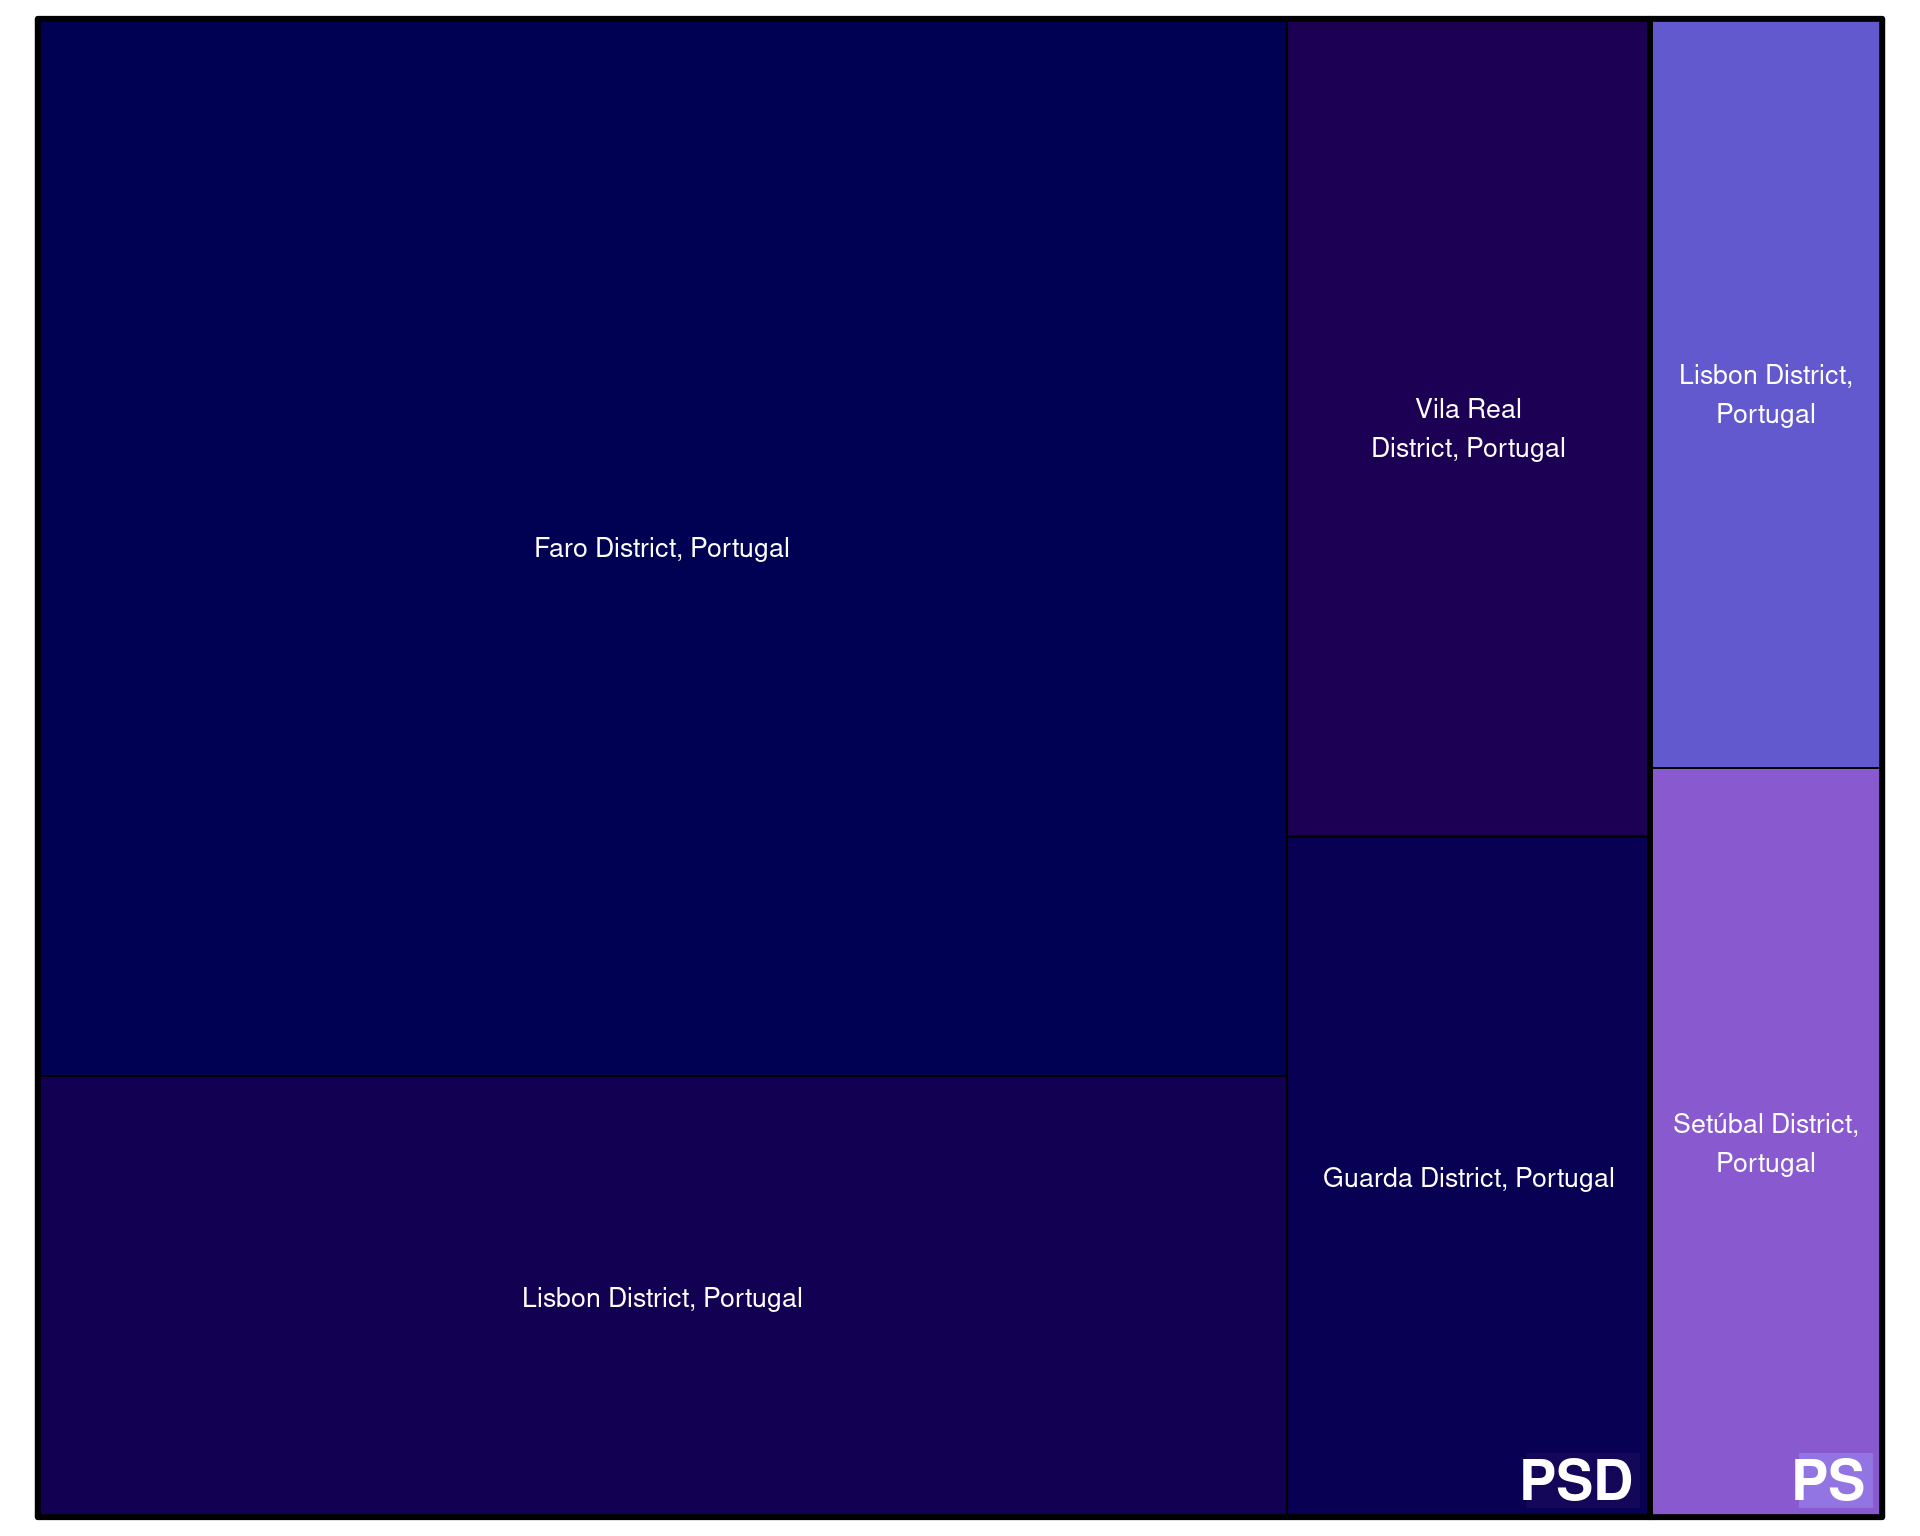 Faro District, Portugal
Lisbon District, Portugal
Vila Real
District, Portugal
Guarda District, Portugal
PSD
Lisbon District,
Portugal
Setúbal District,
Portugal
PS